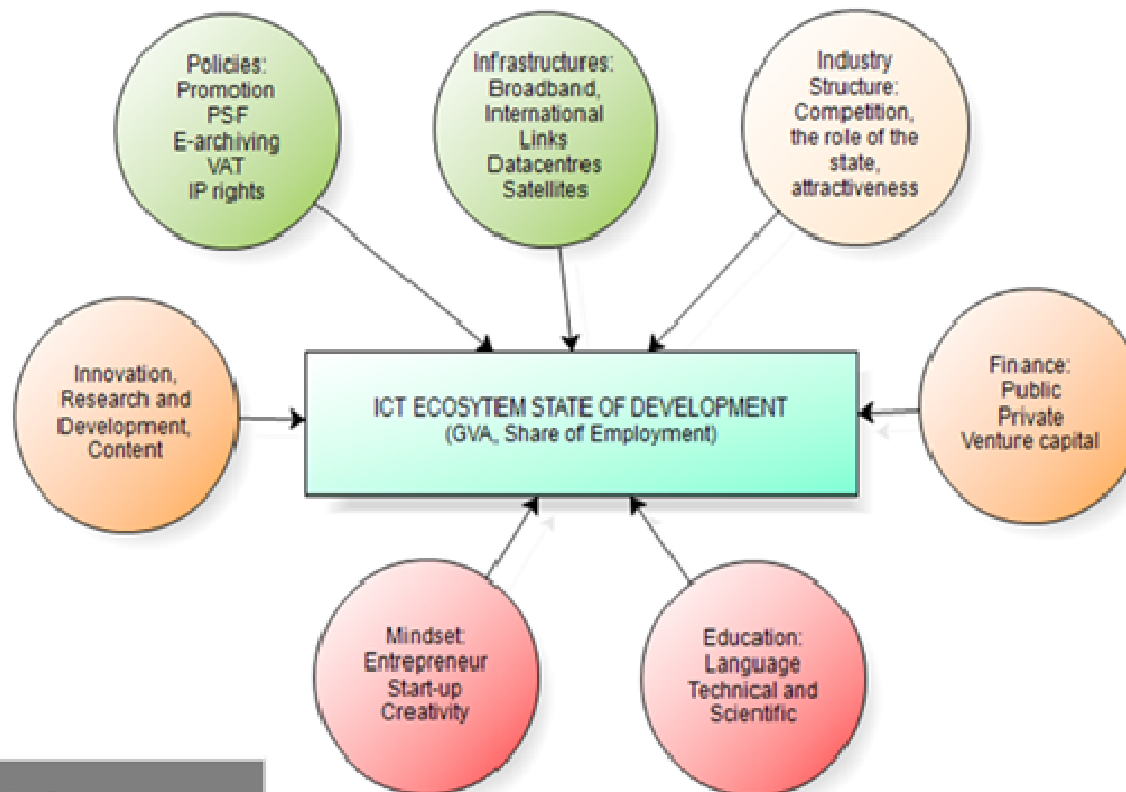 Policies:
Promotion
PSF
E-archiving
VAT
IP rights
Infrastructures:
Broadband,
International
Links
Datacentres
Satellites
Industry
Structure:
Competition,
the role of the
state,
attractiveness
Innovation,
Research and
Development,
Content
ICT ECOSYTIEM STATE OF DEVELOPMENT
(GVA, Share of Employment)
Finance:
Public
Private
Venture capital
Mindset:
Entrepreneur
Start-up
Creativity
Education:
Language
Technical and
Scientific